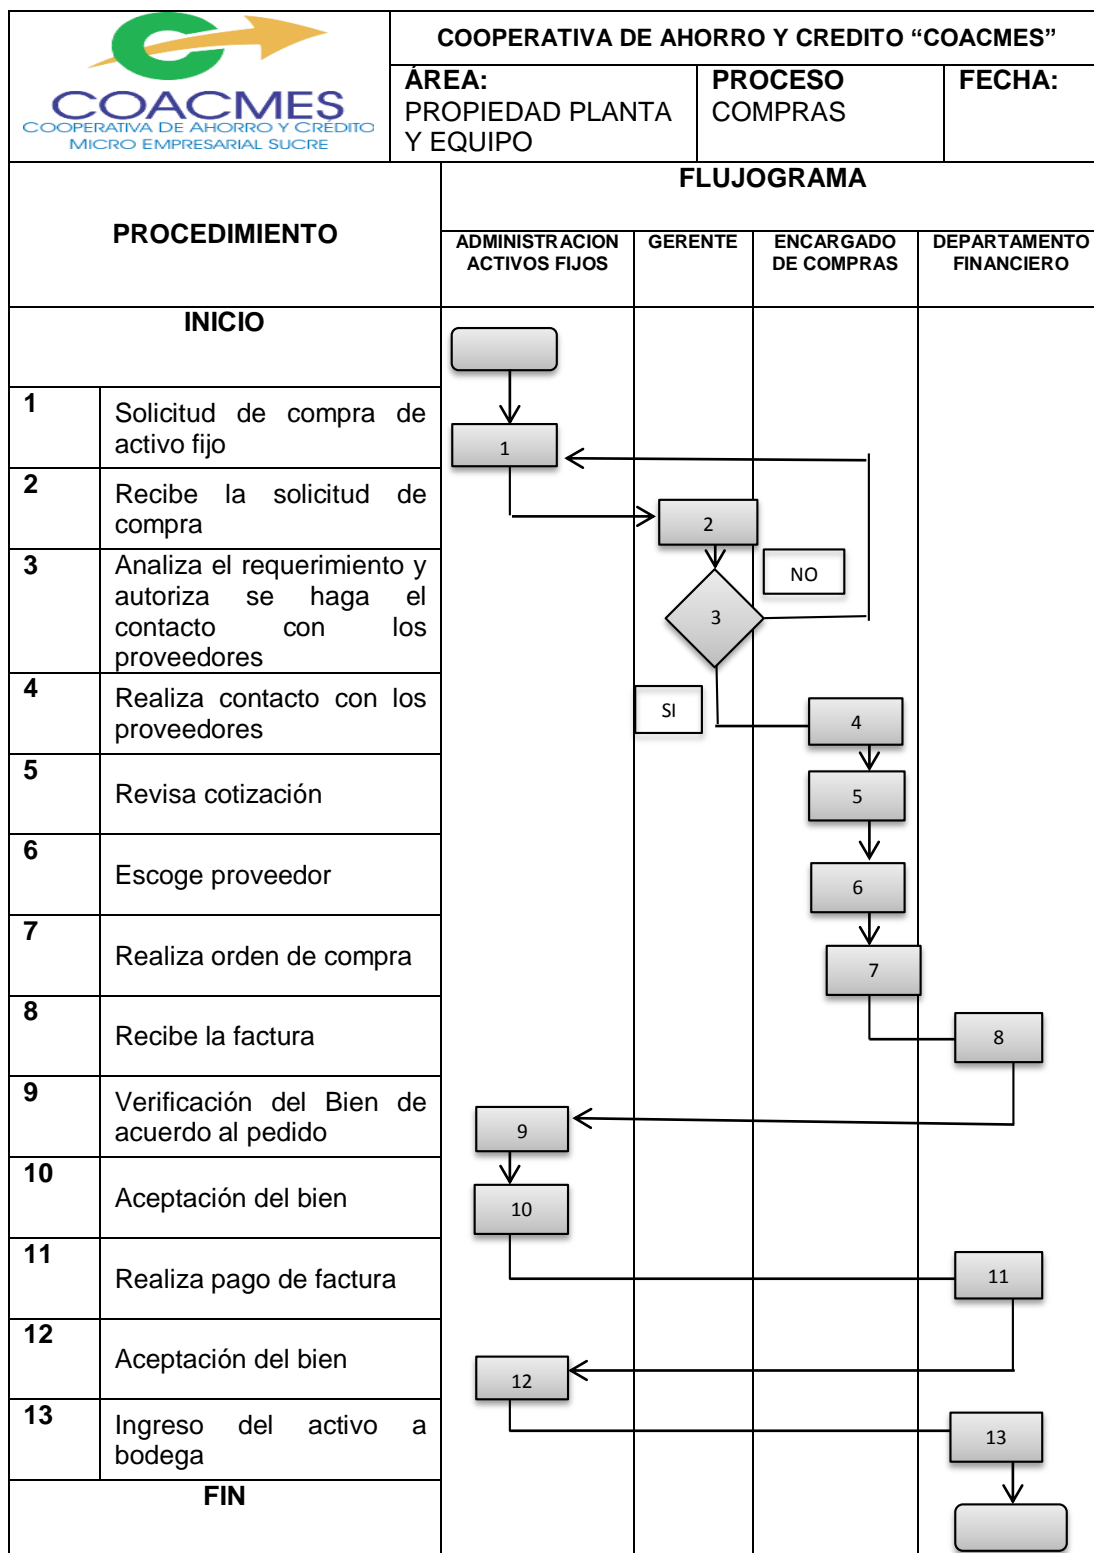 COACMES
COOPERATIVA DE AHORRO Y CRÉDITO
MICRO EMPRESARIAL SUCRE
COOPERATIVA DE AHORRO Y CREDITO “COACMES”
ÁREA:
PROPIEDAD PLANTA
Y EQUIPO
PROCESO
COMPRAS
FECHA:
PROCEDIMIENTO
FLUJOGRAMA
ADMINISTRACION
ACTIVOS FIJOS
GERENTE
ENCARGADO
DE COMPRAS
DEPARTAMENTO
FINANCIERO
INICIO
1
Solicitud de compra de
activo fijo
1
2
Recibe la solicitud de
compra
2
3
Analiza el requerimiento y
autoriza se haga el
contacto con los
proveedores
NO
3
4
Realiza contacto con los
proveedores
SI
4
5
Revisa cotización
5
6
Escoge proveedor
6
7
Realiza orden de compra
7
8
Recibe la factura
8
9
Verificación del Bien de
acuerdo al pedido
9
10
Aceptación del bien
10
11
Realiza pago de factura
11
12
Aceptación del bien
12
13
Ingreso del activo a
bodega
13
FIN